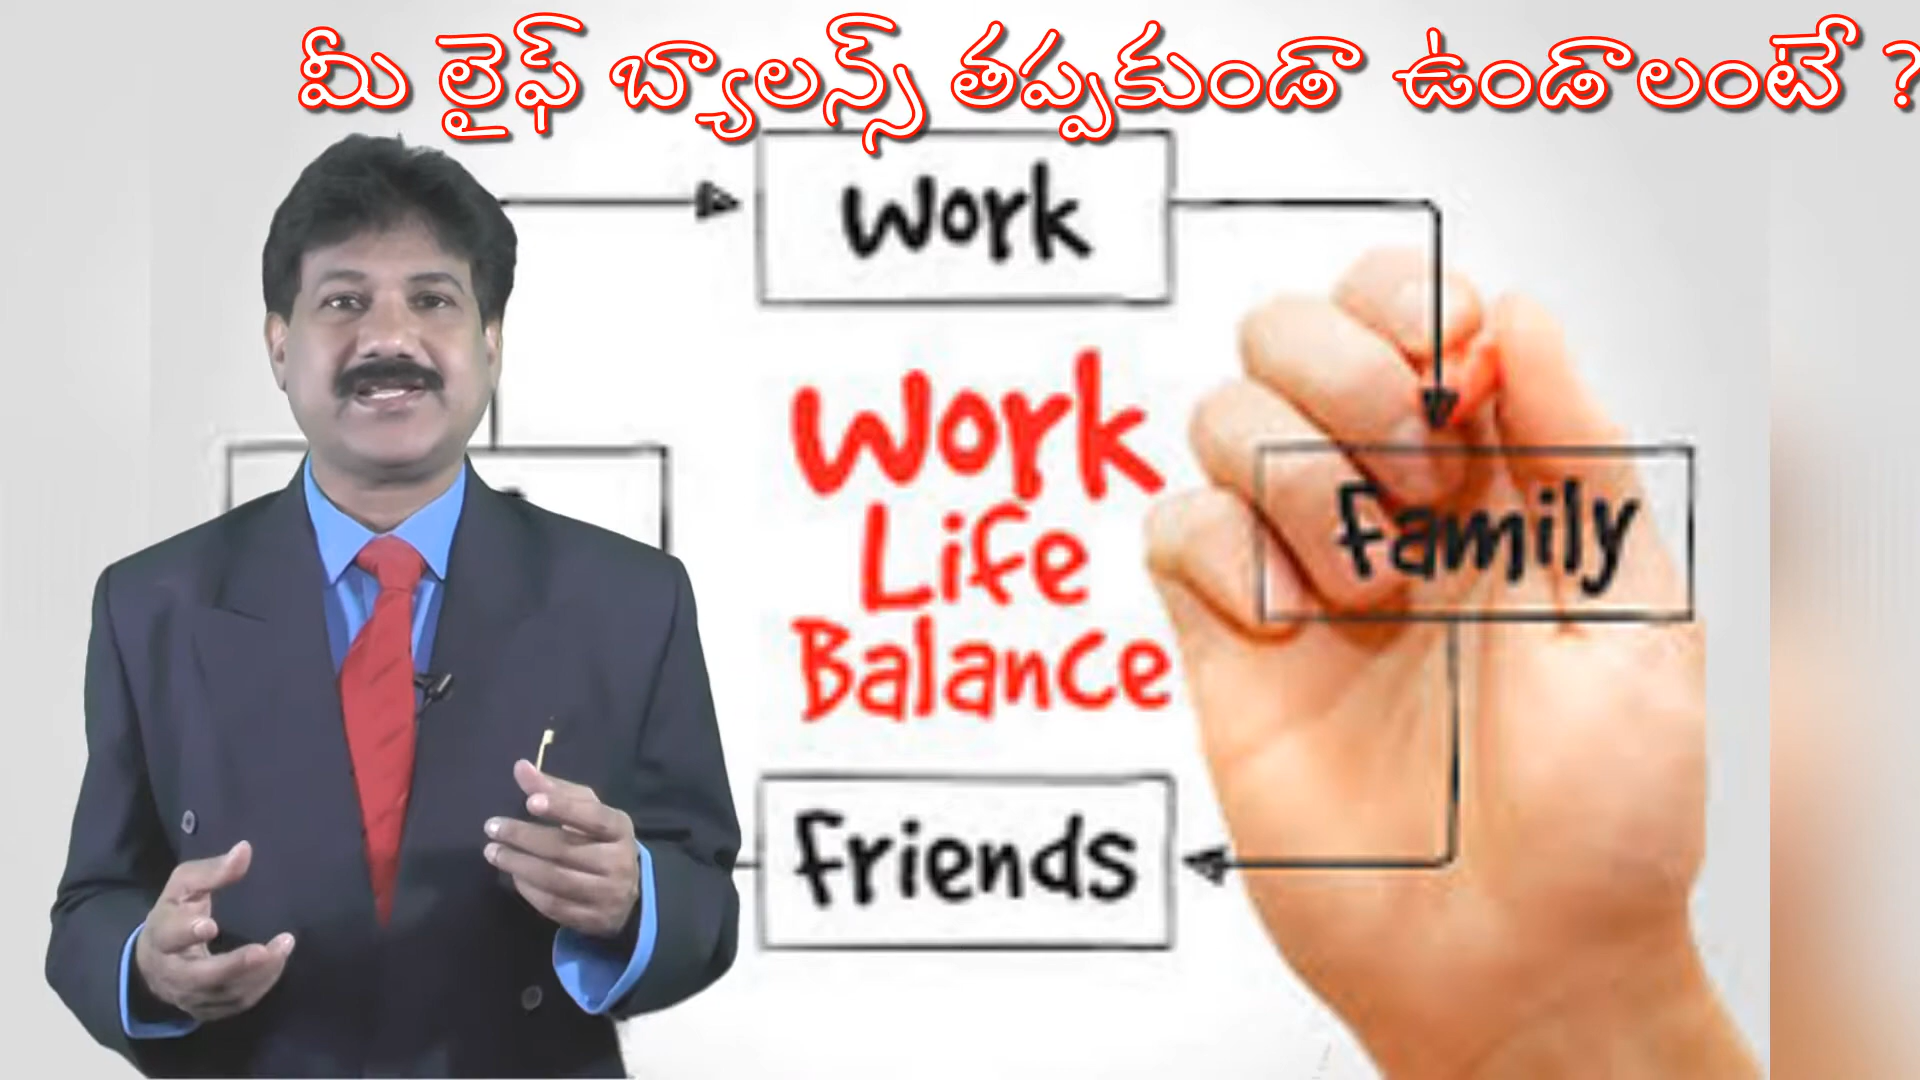 మీ లైఫ్ బ్యాలన్స్ తప్పకుండా ఉండాలంటే ?
Work
Work
Life
Balance
Family
Friends